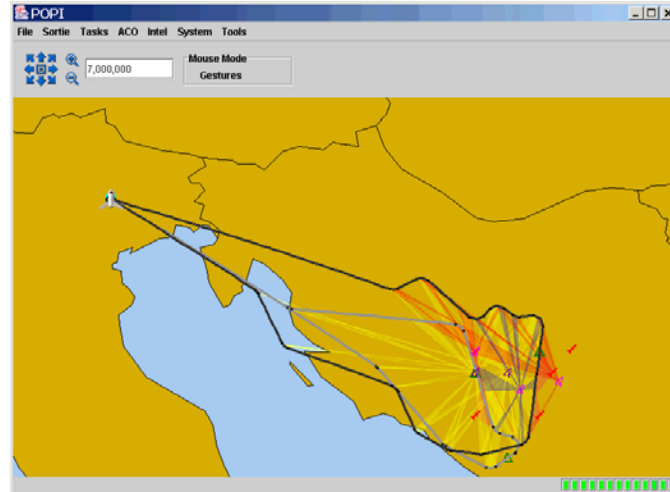 POPI
File Sortie Tasks ACO Intel System Tools
Mouse Mode
7,000,000
Gestures